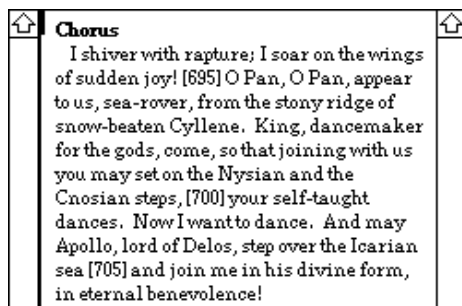 Chorus
I shiver with rapture; I soar on the wings
of sudden joy! [695] O Pan, O Pan, appear
to us, sea-rover, from the stony ridge of
snow-beaten Cyllene. King, dancemaker
for the gods, come, so that joining with us
you may set on the Nysian and the
Cnosian steps, [700] your self-taught
dances. Now I want to dance. And may
Apollo, lord of Delos, step over the Icarian
sea [705] and join me in his divine form,
in eternal benevolence!